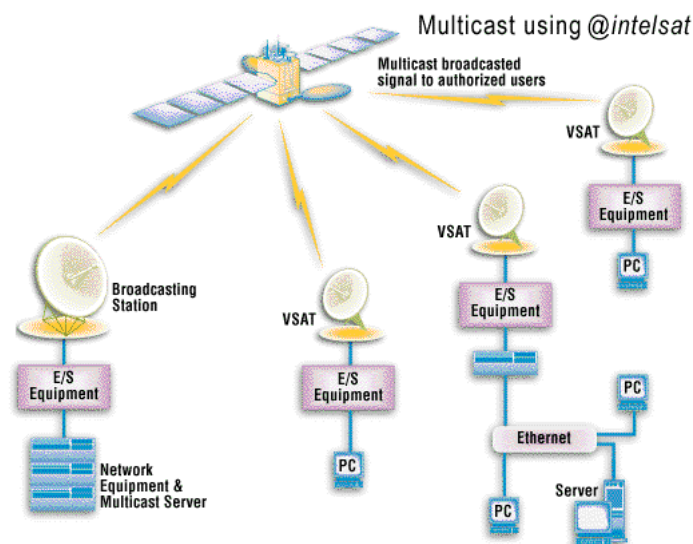 Multicast using @intelsat
Multicast broadcasted
signal to authorized users
VSAT
E/S
Equipment
PC
VSAT
E/S
Equipment
Broadcasting
Station
VSAT
E/S
Equipment
E/S
Equipment
PC
Ethernet
Network
Equipment &
Multicast Server
PC
Server
PC